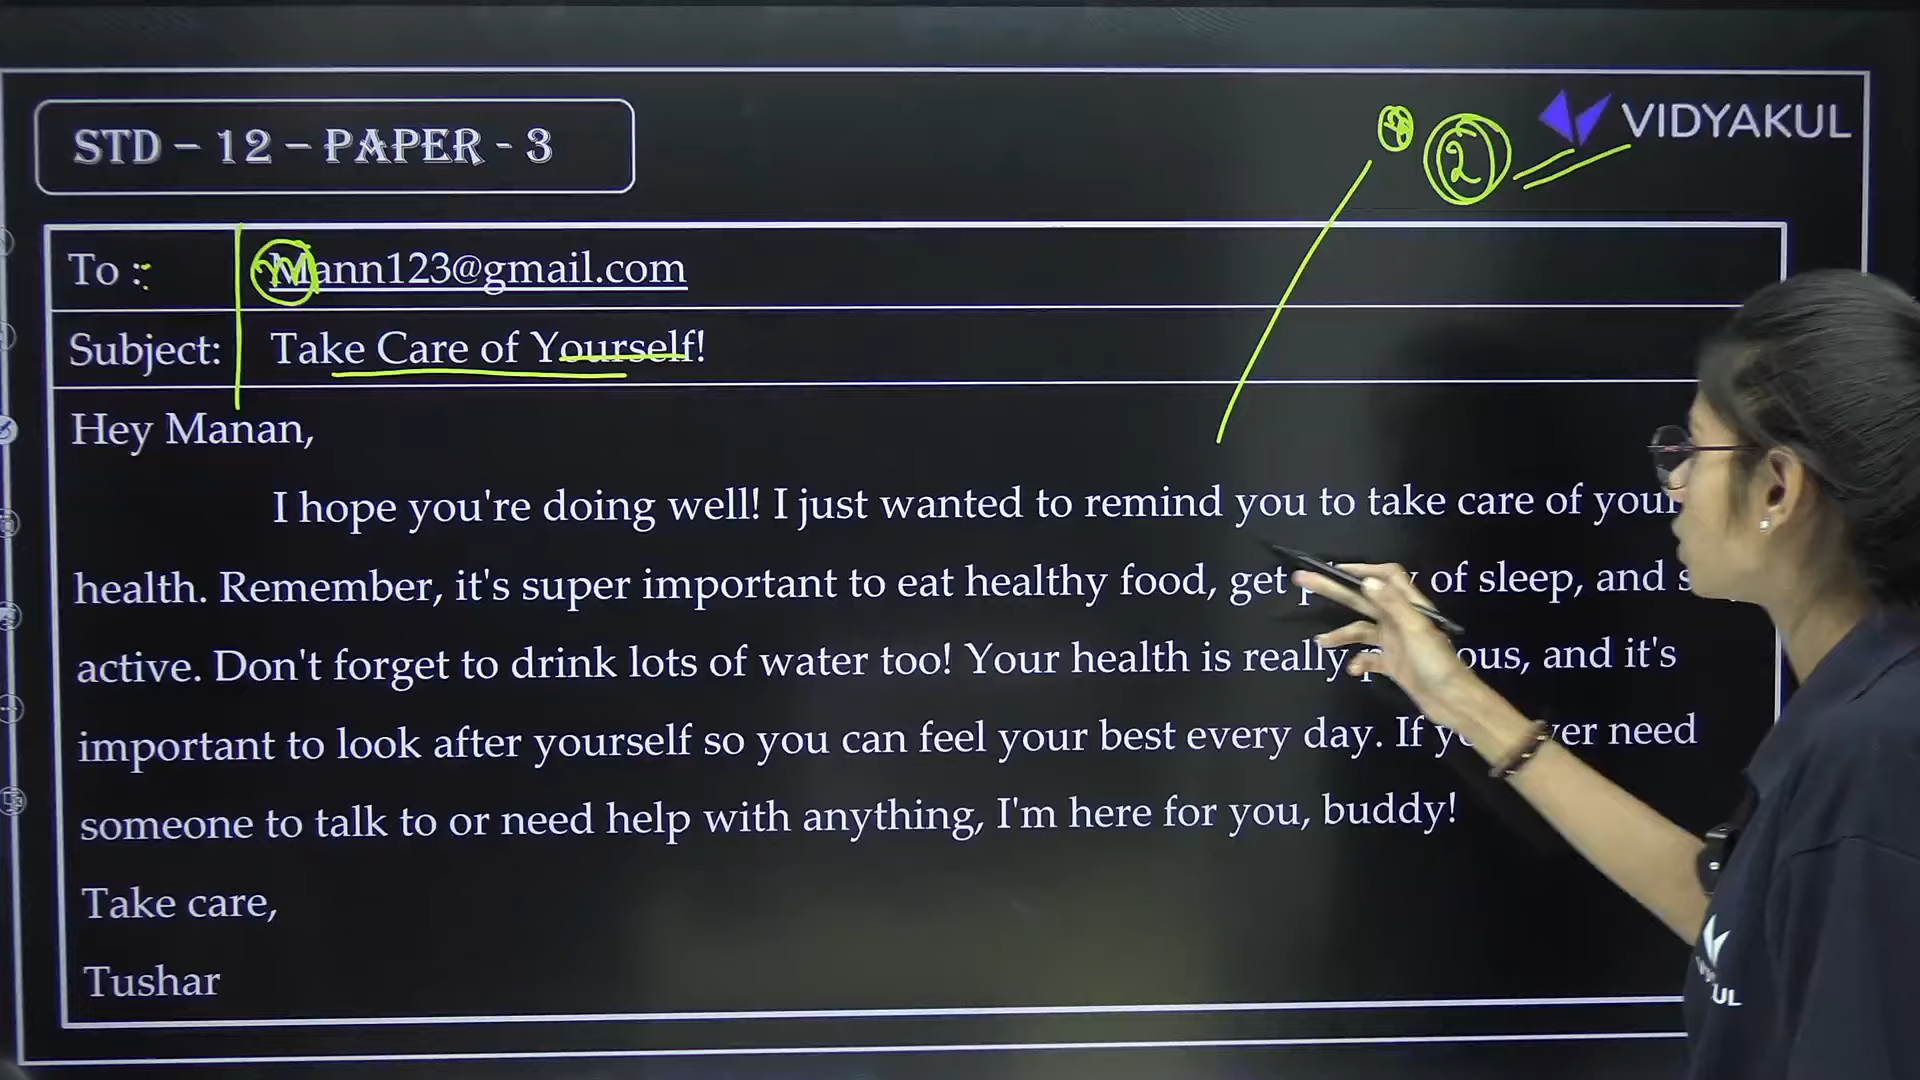 STD – 12 – PAPER - 3
2
VIDYAKUL
To : Mann123@gmail.com
Subject: Take Care of Yourself!
Hey Manan,
I hope you're doing well! I just wanted to remind you to take care of your
health. Remember, it's super important to eat healthy food, get of sleep, and
active. Don't forget to drink lots of water too! Your health is really and it's
important to look after yourself so you can feel your best every day. If need
someone to talk to or need help with anything, I'm here for you, buddy!
Take care,
Tushar